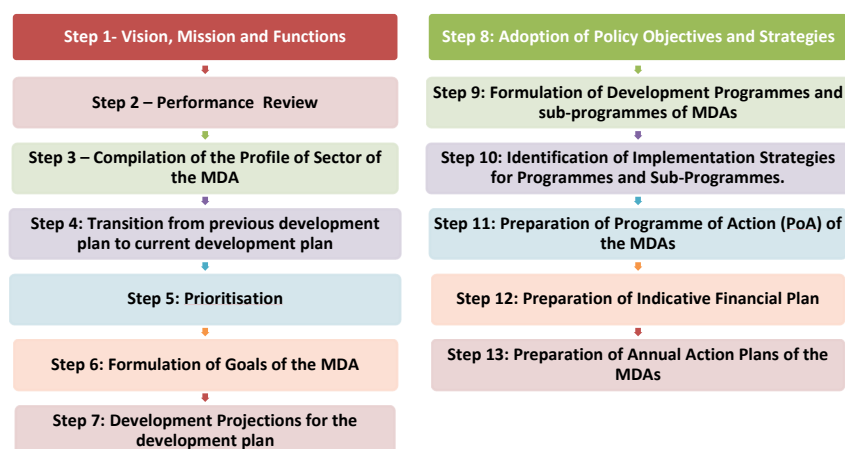 Step 1- Vision, Mission and Functions
Step 2 – Performance  Review
Step 3 – Compilation of the Profile of Sector of
the MDA
Step 4: Transition from previous development
plan to current development plan
Step 5: Prioritisation
Step 6: Formulation of Goals of the MDA
Step 7: Development Projections for the
development plan
Step 8: Adoption of Policy Objectives and Strategies
Step 9: Formulation of Development Programmes and
sub-programmes of MDAs
Step 10: Identification of Implementation Strategies
for Programmes and Sub-Programmes.
Step 11: Preparation of Programme of Action (PoA) of
the MDAs
Step 12: Preparation of Indicative Financial Plan
Step 13: Preparation of Annual Action Plans of the
MDAs